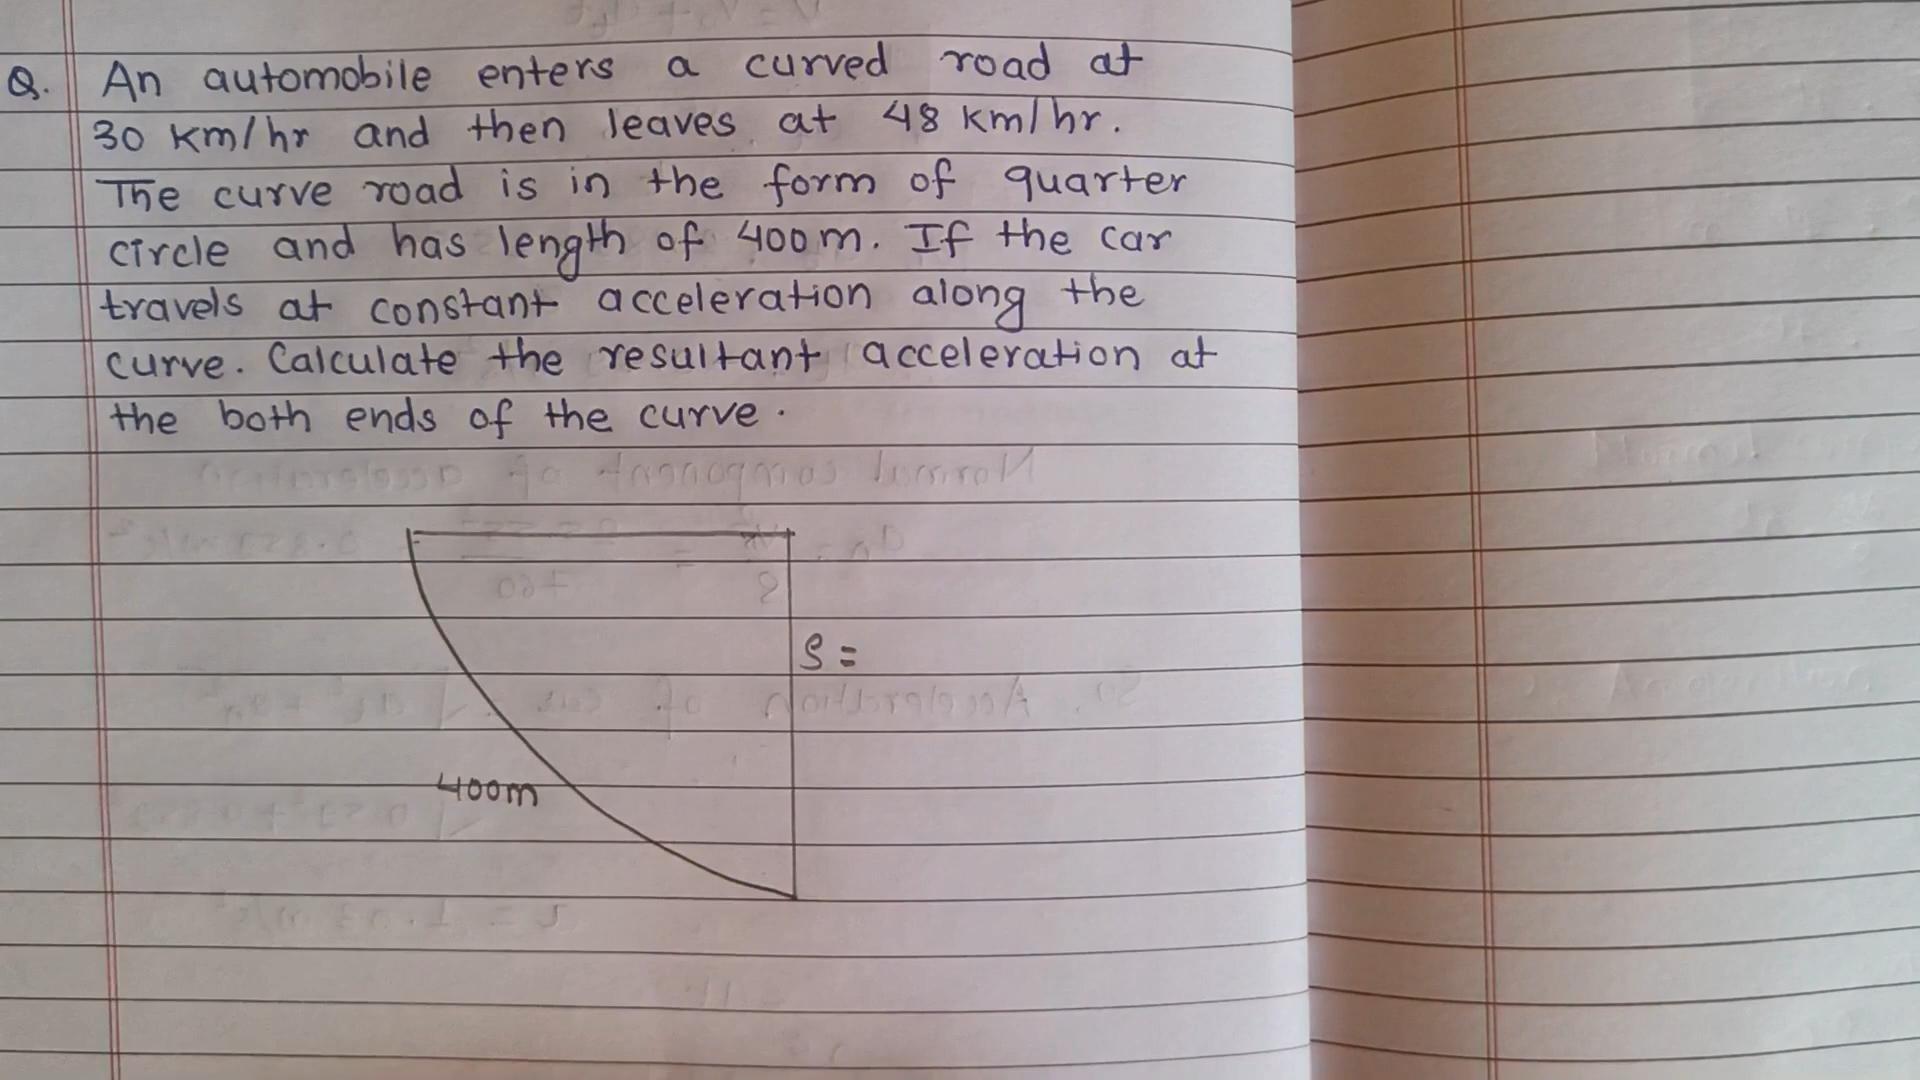 Q. An automobile enters a curved road at
30 km/hr and then leaves at 48 km/hr.
The curve road is in the form of quarter
circle and has length of 400m. If the car
travels at constant acceleration along the
curve. Calculate the resultant acceleration at
the both ends of the curve.
S =
400m